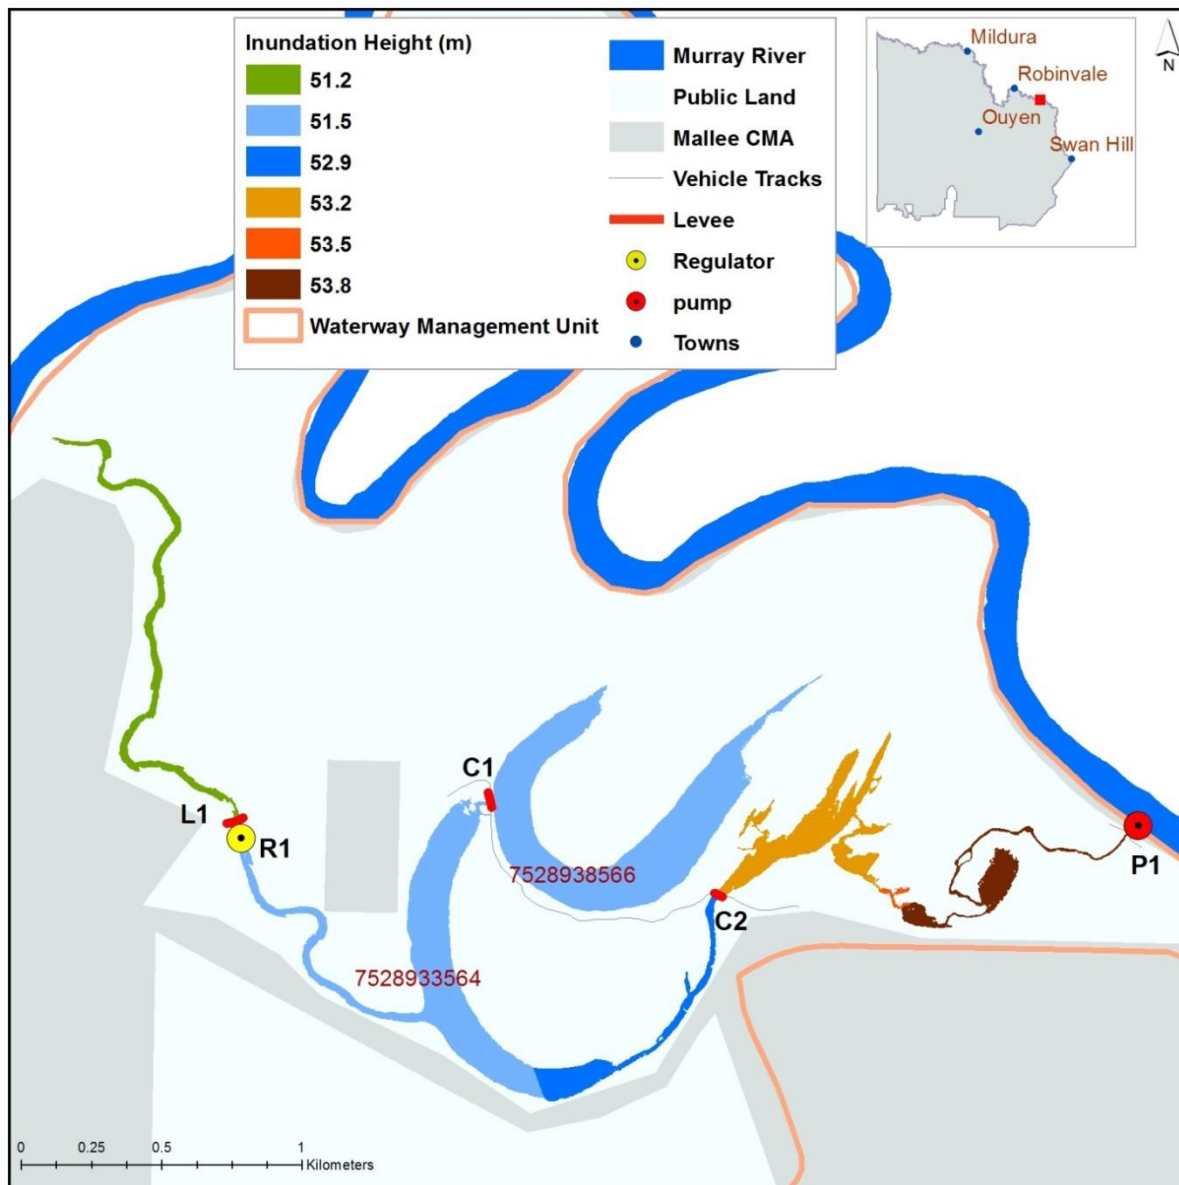 Inundation Height (m)
51.2
51.5
52.9
53.2
53.5
53.8
Waterway Management Unit
Murray River
Public Land
Mallee CMA
Vehicle Tracks
Levee
Regulator
pump
Towns
Mildura
Robinvale
Ouyen
Swan Hill
N
C1
L1
R1
7528938566
P1
C2
7528933564
0 0.25 0.5 1
Kilometers